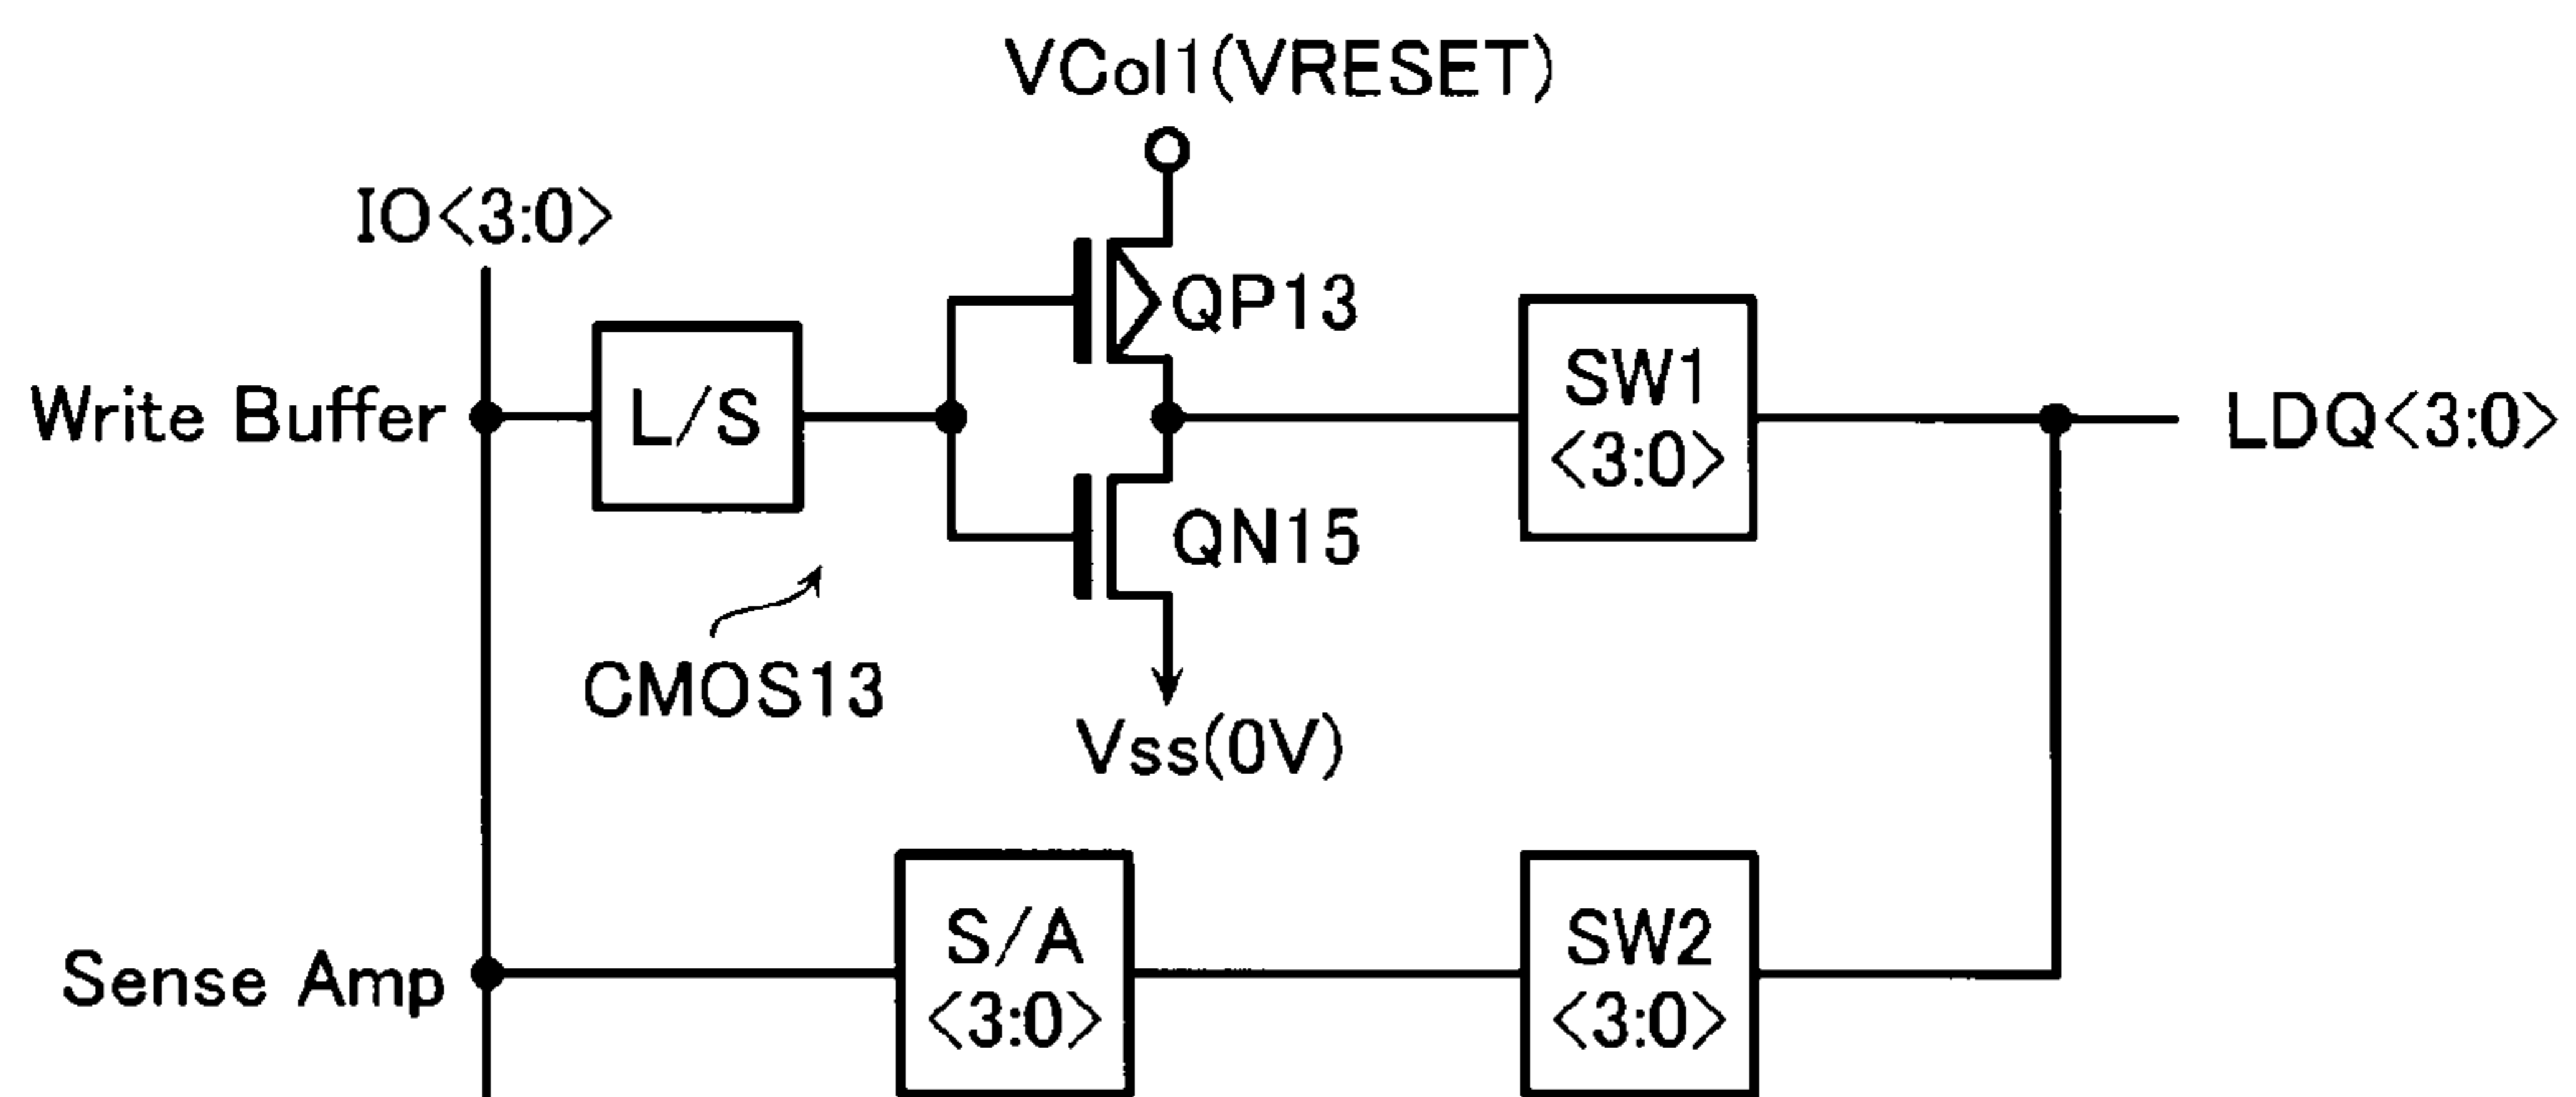 VCol1(VRESET)
IO<3:0>
QP13
Write Buffer
L/S
SW1
<3:0>
LDQ<3:0>
QN15
CMOS13
Vss(0V)
Sense Amp
S/A
<3:0>
SW2
<3:0>